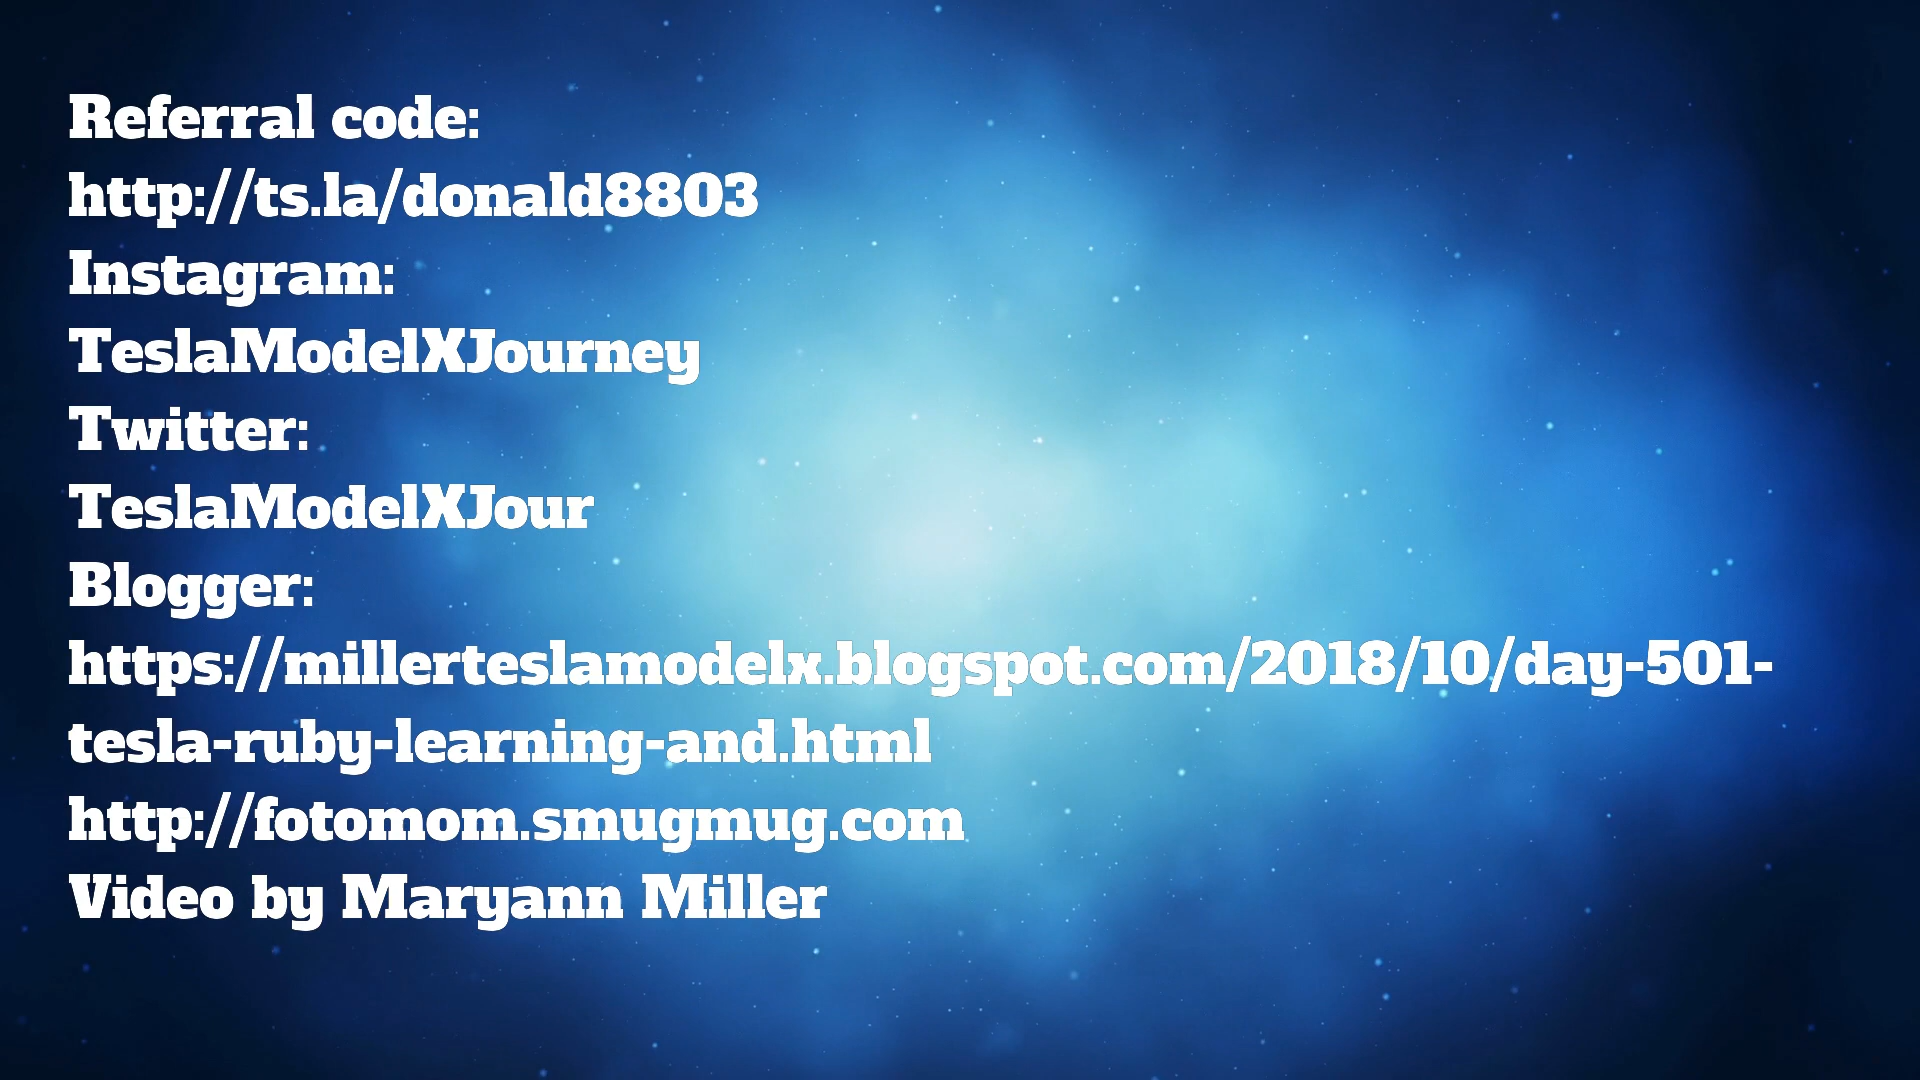 Referral code:
http://ts.la/donald8803
Instagram:
TeslaModelXJourney
Twitter:
TeslaModelXJour
Blogger:
https://millerteslamodelx.blogspot.com/2018/10/day-501-
tesla-ruby-learning-and.html
http://fotomom.smugmug.com
Video by Maryann Miller